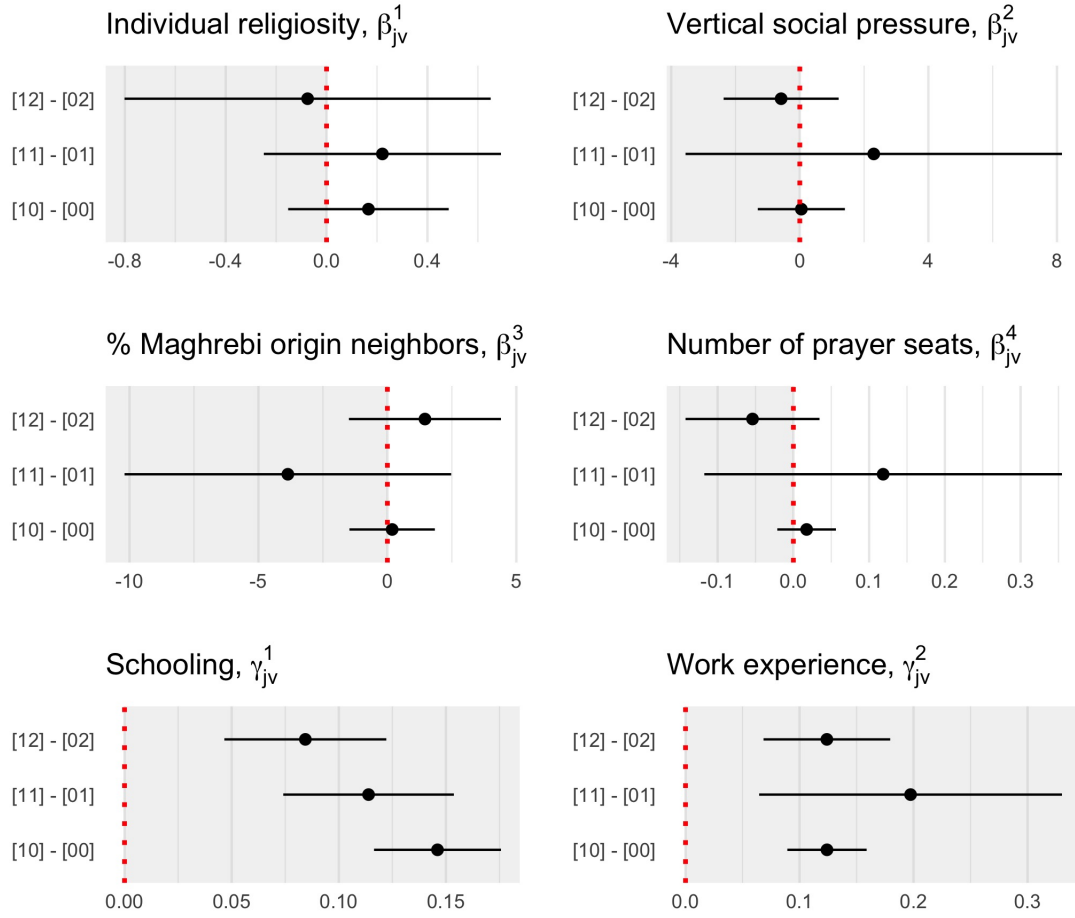 Individual religiosity, β¹jv
[12] - [02]
[11] - [01]
[10] - [00]
-0.8 -0.4 0.0 0.4
Vertical social pressure, β²jv
[12] - [02]
[11] - [01]
[10] - [00]
-4 0 4 8
% Maghrebi origin neighbors, β³jv
[12] - [02]
[11] - [01]
[10] - [00]
-10 -5 0 5
Number of prayer seats, β⁴jv
[12] - [02]
[11] - [01]
[10] - [00]
-0.1 0.0 0.1 0.2 0.3
Schooling, γ¹jv
[12] - [02]
[11] - [01]
[10] - [00]
0.00 0.05 0.10 0.15
Work experience, γ²jv
[12] - [02]
[11] - [01]
[10] - [00]
0.0 0.1 0.2 0.3